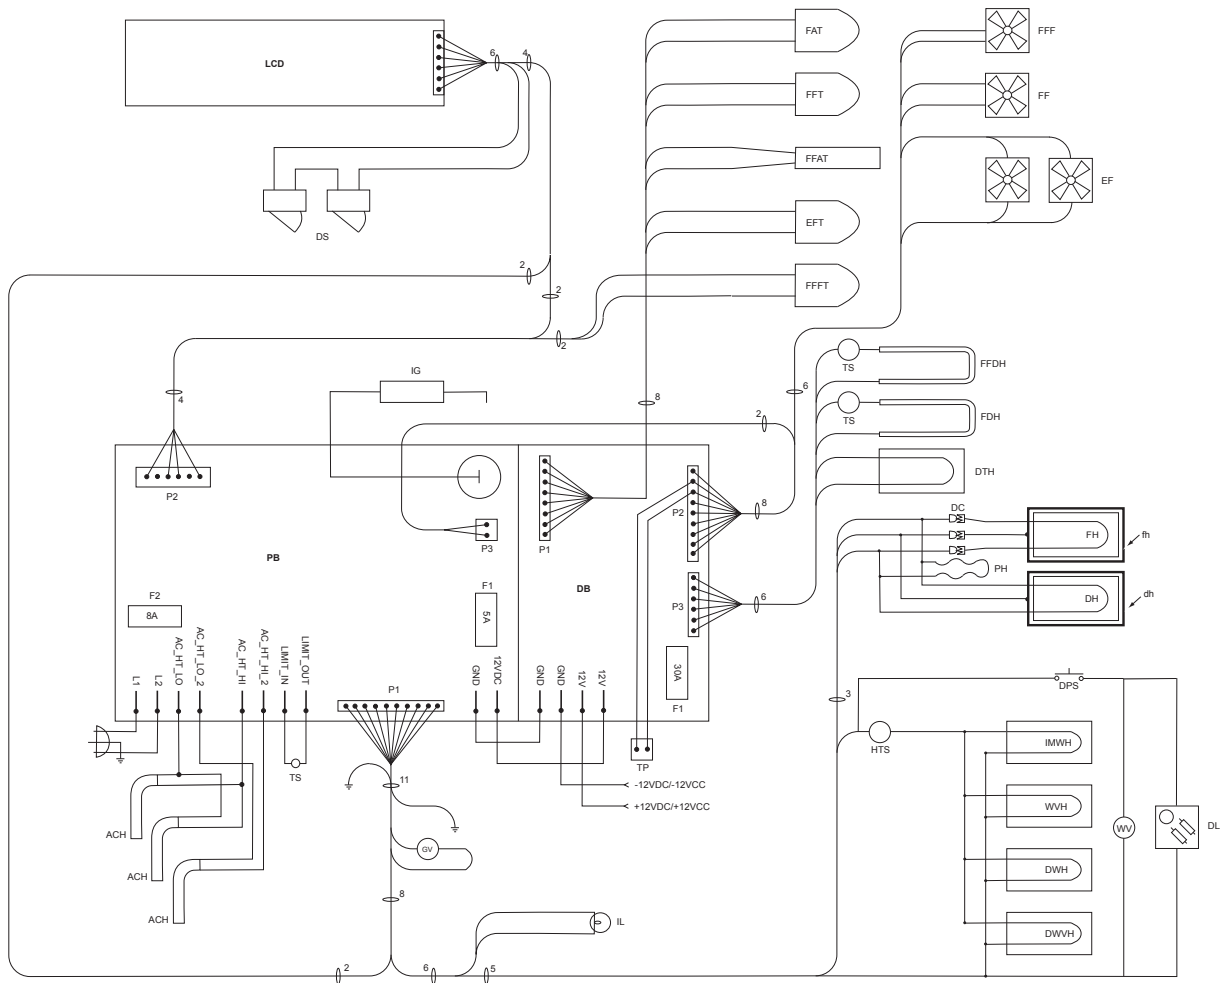 FAT
FFF
LCD
6
4
FFT
FF
FFAT
EF
DS
EFT
2
2
FFFT
2
TS
FFDH
IG
4
8
6
2
TS
FDH
P2
P1
P2
8
DTH
DC
FH
fh
P3
PH
PB
DB
DH
dh
P3
6
F2
8A
F1
5A
30A
F1
L1
L2
AC_HT_LO
AC_HT_LO_2
AC_HT_HI
AC_HT_HI_2
LIMIT_IN
LIMIT_OUT
P1
GND
12VDC
GND
GND
12V
12V
3
DPS
HTS
IMWH
TS
TP
11
-12VDC/-12VCC
+12VDC/+12VCC
WVH
ACH
GV
WV
DL
ACH
DWH
8
ACH
IL
DWVH
2
6
5